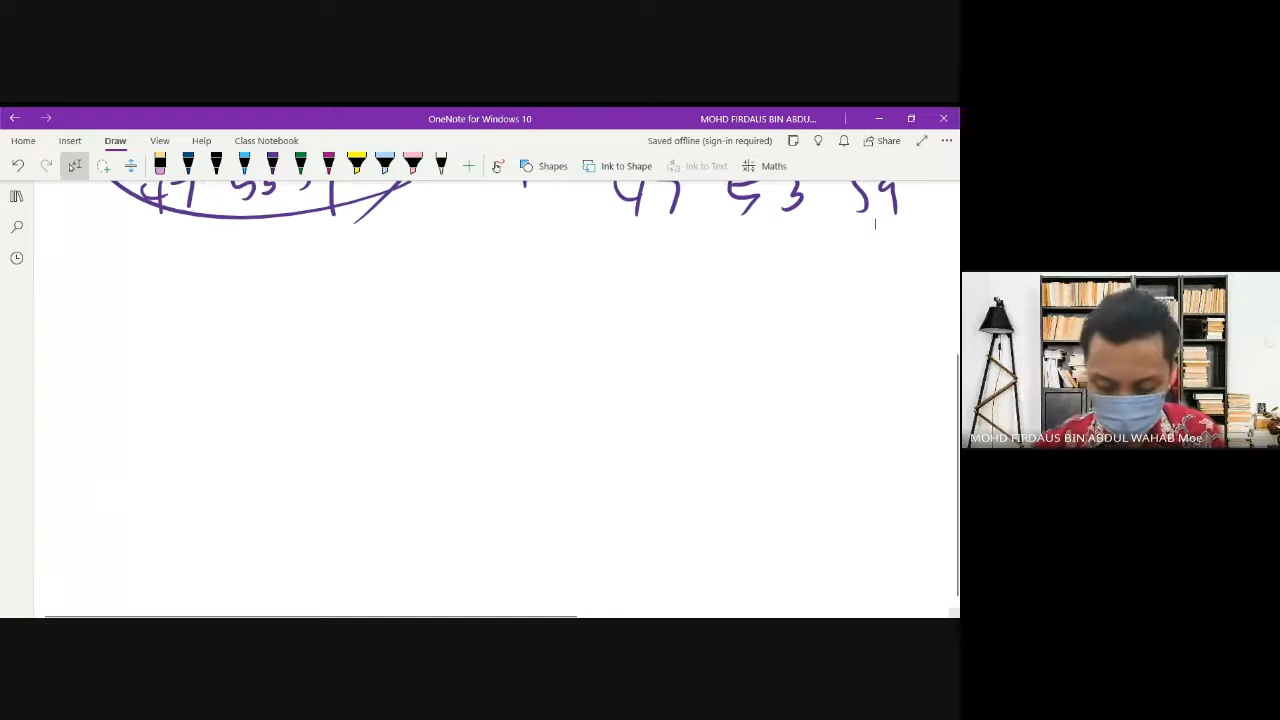 OneNote for Windows 10
MOHD FIRDAUS BIN ABDU...
Home Insert Draw View Help Class Notebook
Saved offline (sign-in required) Share
Shapes Ink to Shape Ink to Text Maths
47 53
47 53 59
MOHD FIRDAUS BIN ABDUL WAHAB Moe